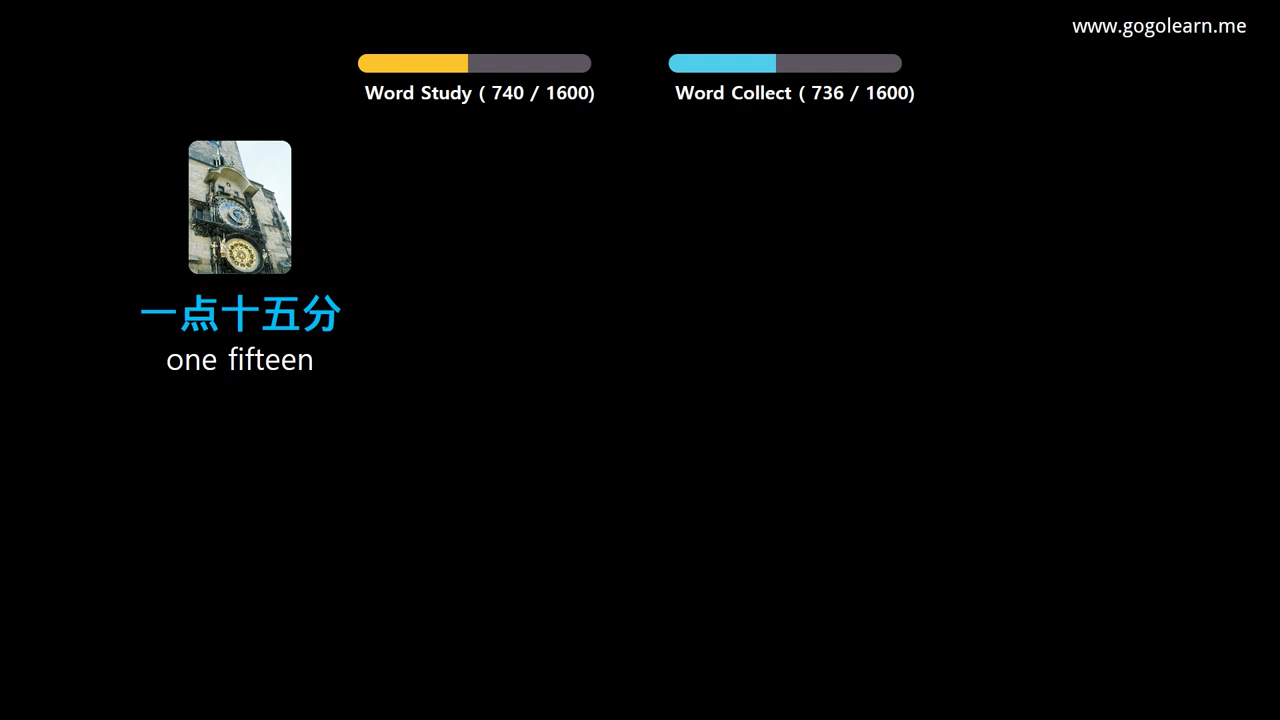 www.gogolearn.me
Word Study ( 740 / 1600)
Word Collect ( 736 / 1600)
一点十五分
one fifteen